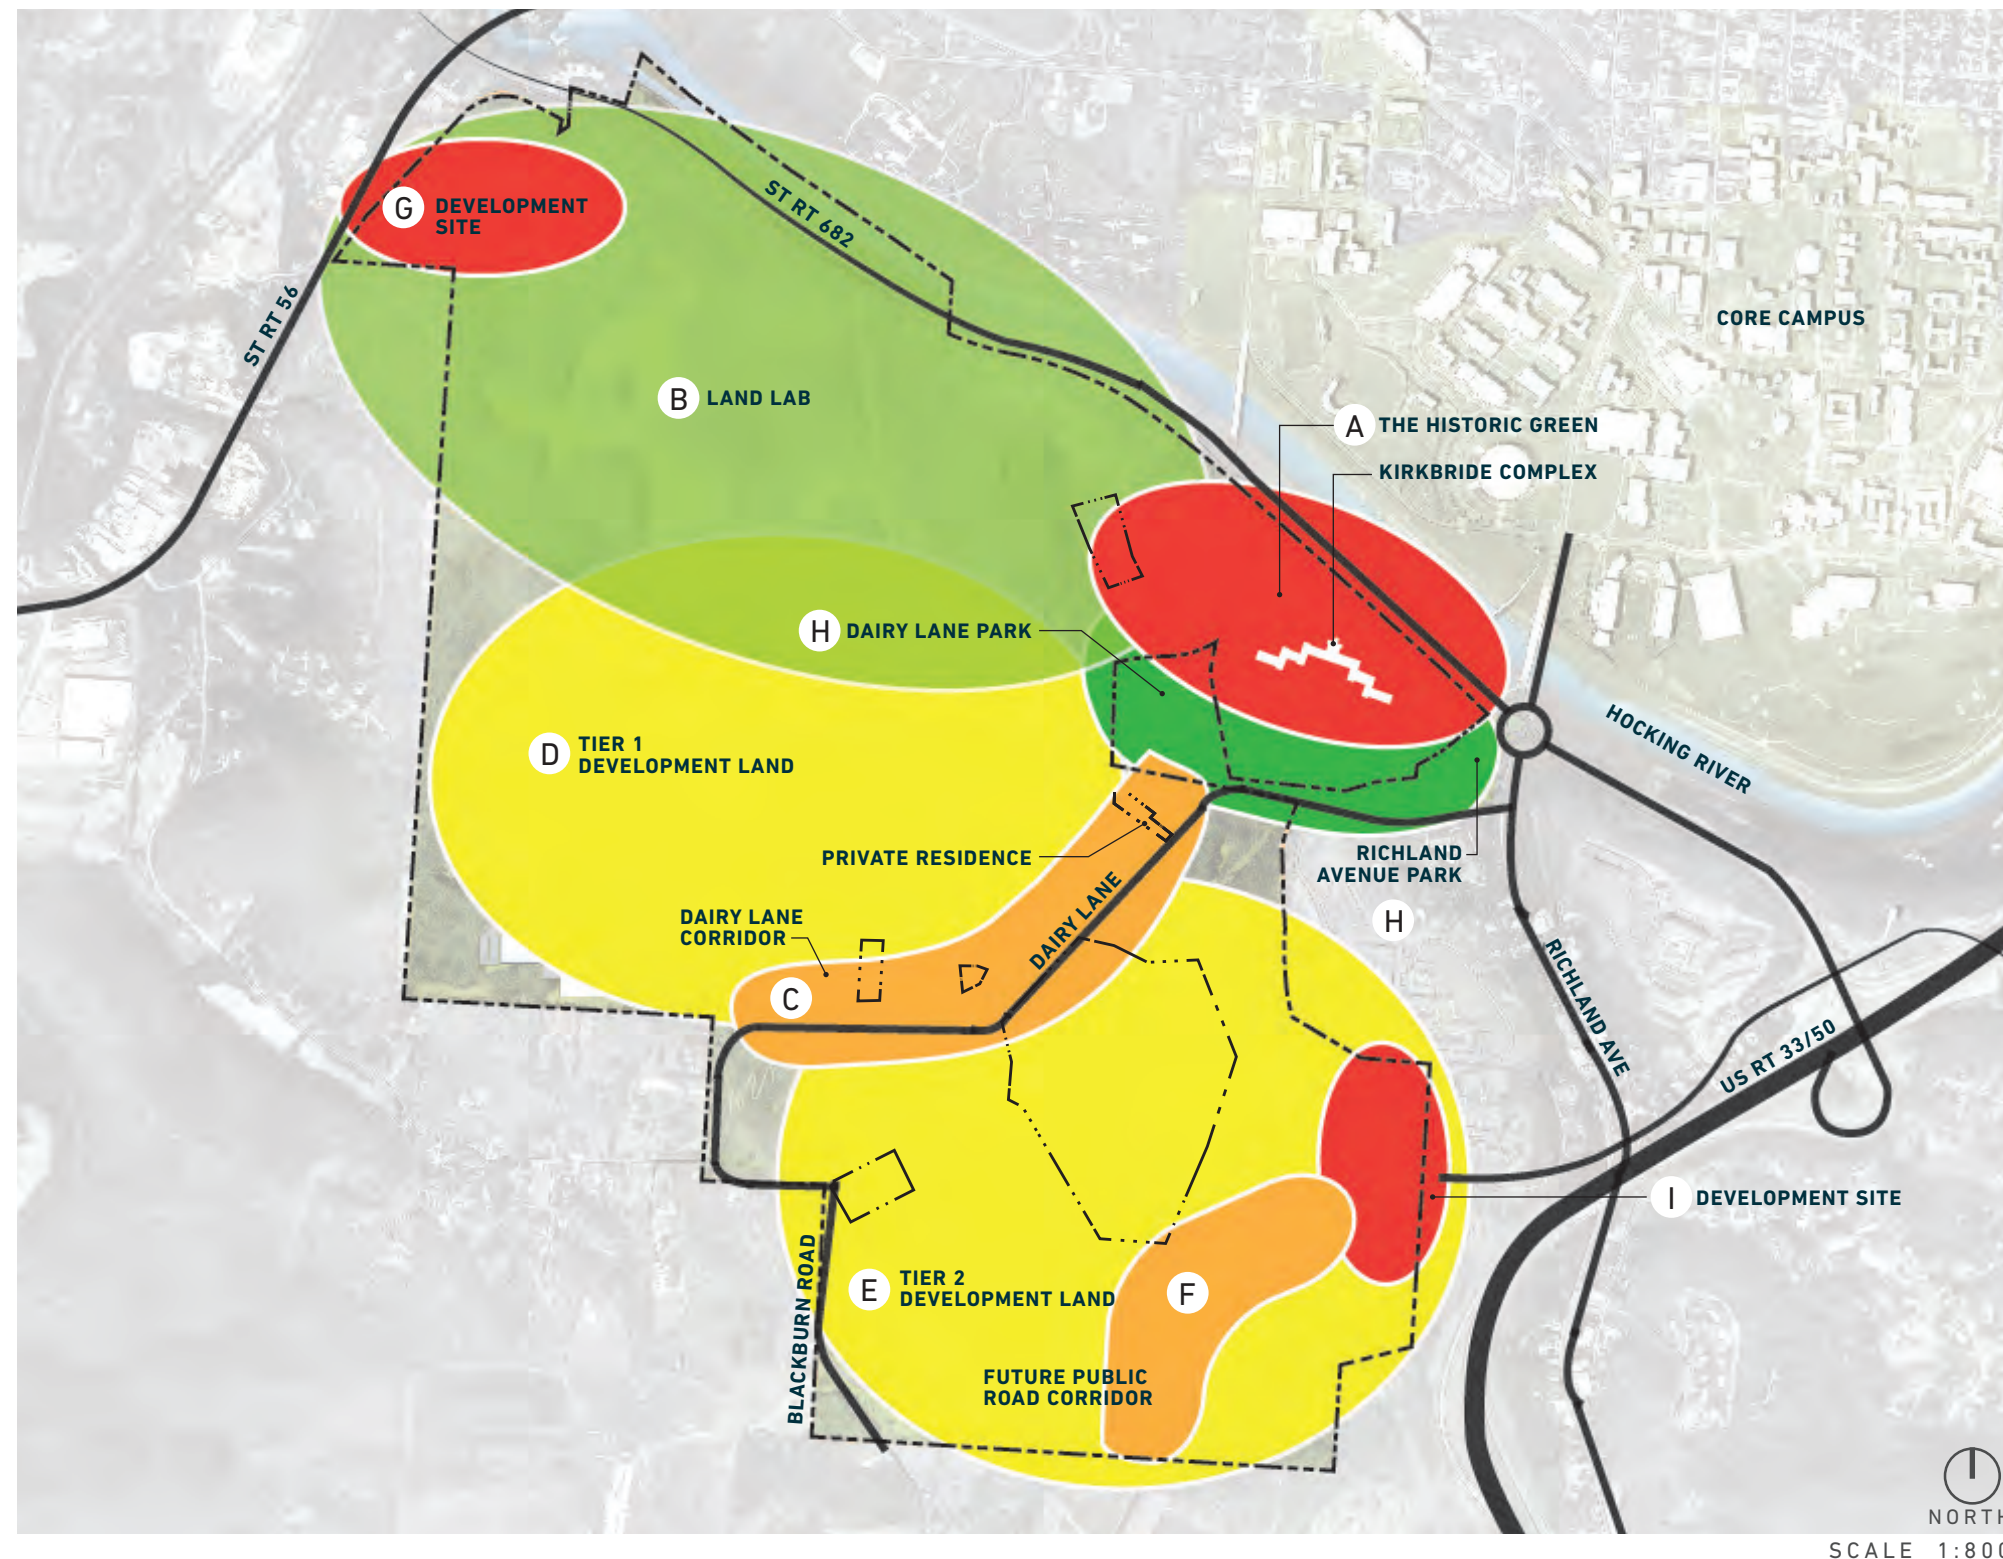 G
DEVELOPMENT
SITE
ST RT 682
ST RT 56
CORE CAMPUS
B
LAND LAB
A
THE HISTORIC GREEN
KIRKBRIDE COMPLEX
H
DAIRY LANE PARK
HOCKING RIVER
D
TIER 1
DEVELOPMENT LAND
PRIVATE RESIDENCE
RICHLAND
AVENUE PARK
H
DAIRY LANE
CORRIDOR
DAIRY LANE
C
RICHLAND AVE
US RT 33/50
I
DEVELOPMENT SITE
BLACKBURN ROAD
E
TIER 2
DEVELOPMENT LAND
F
FUTURE PUBLIC
ROAD CORRIDOR
NORTH
SCALE 1:800